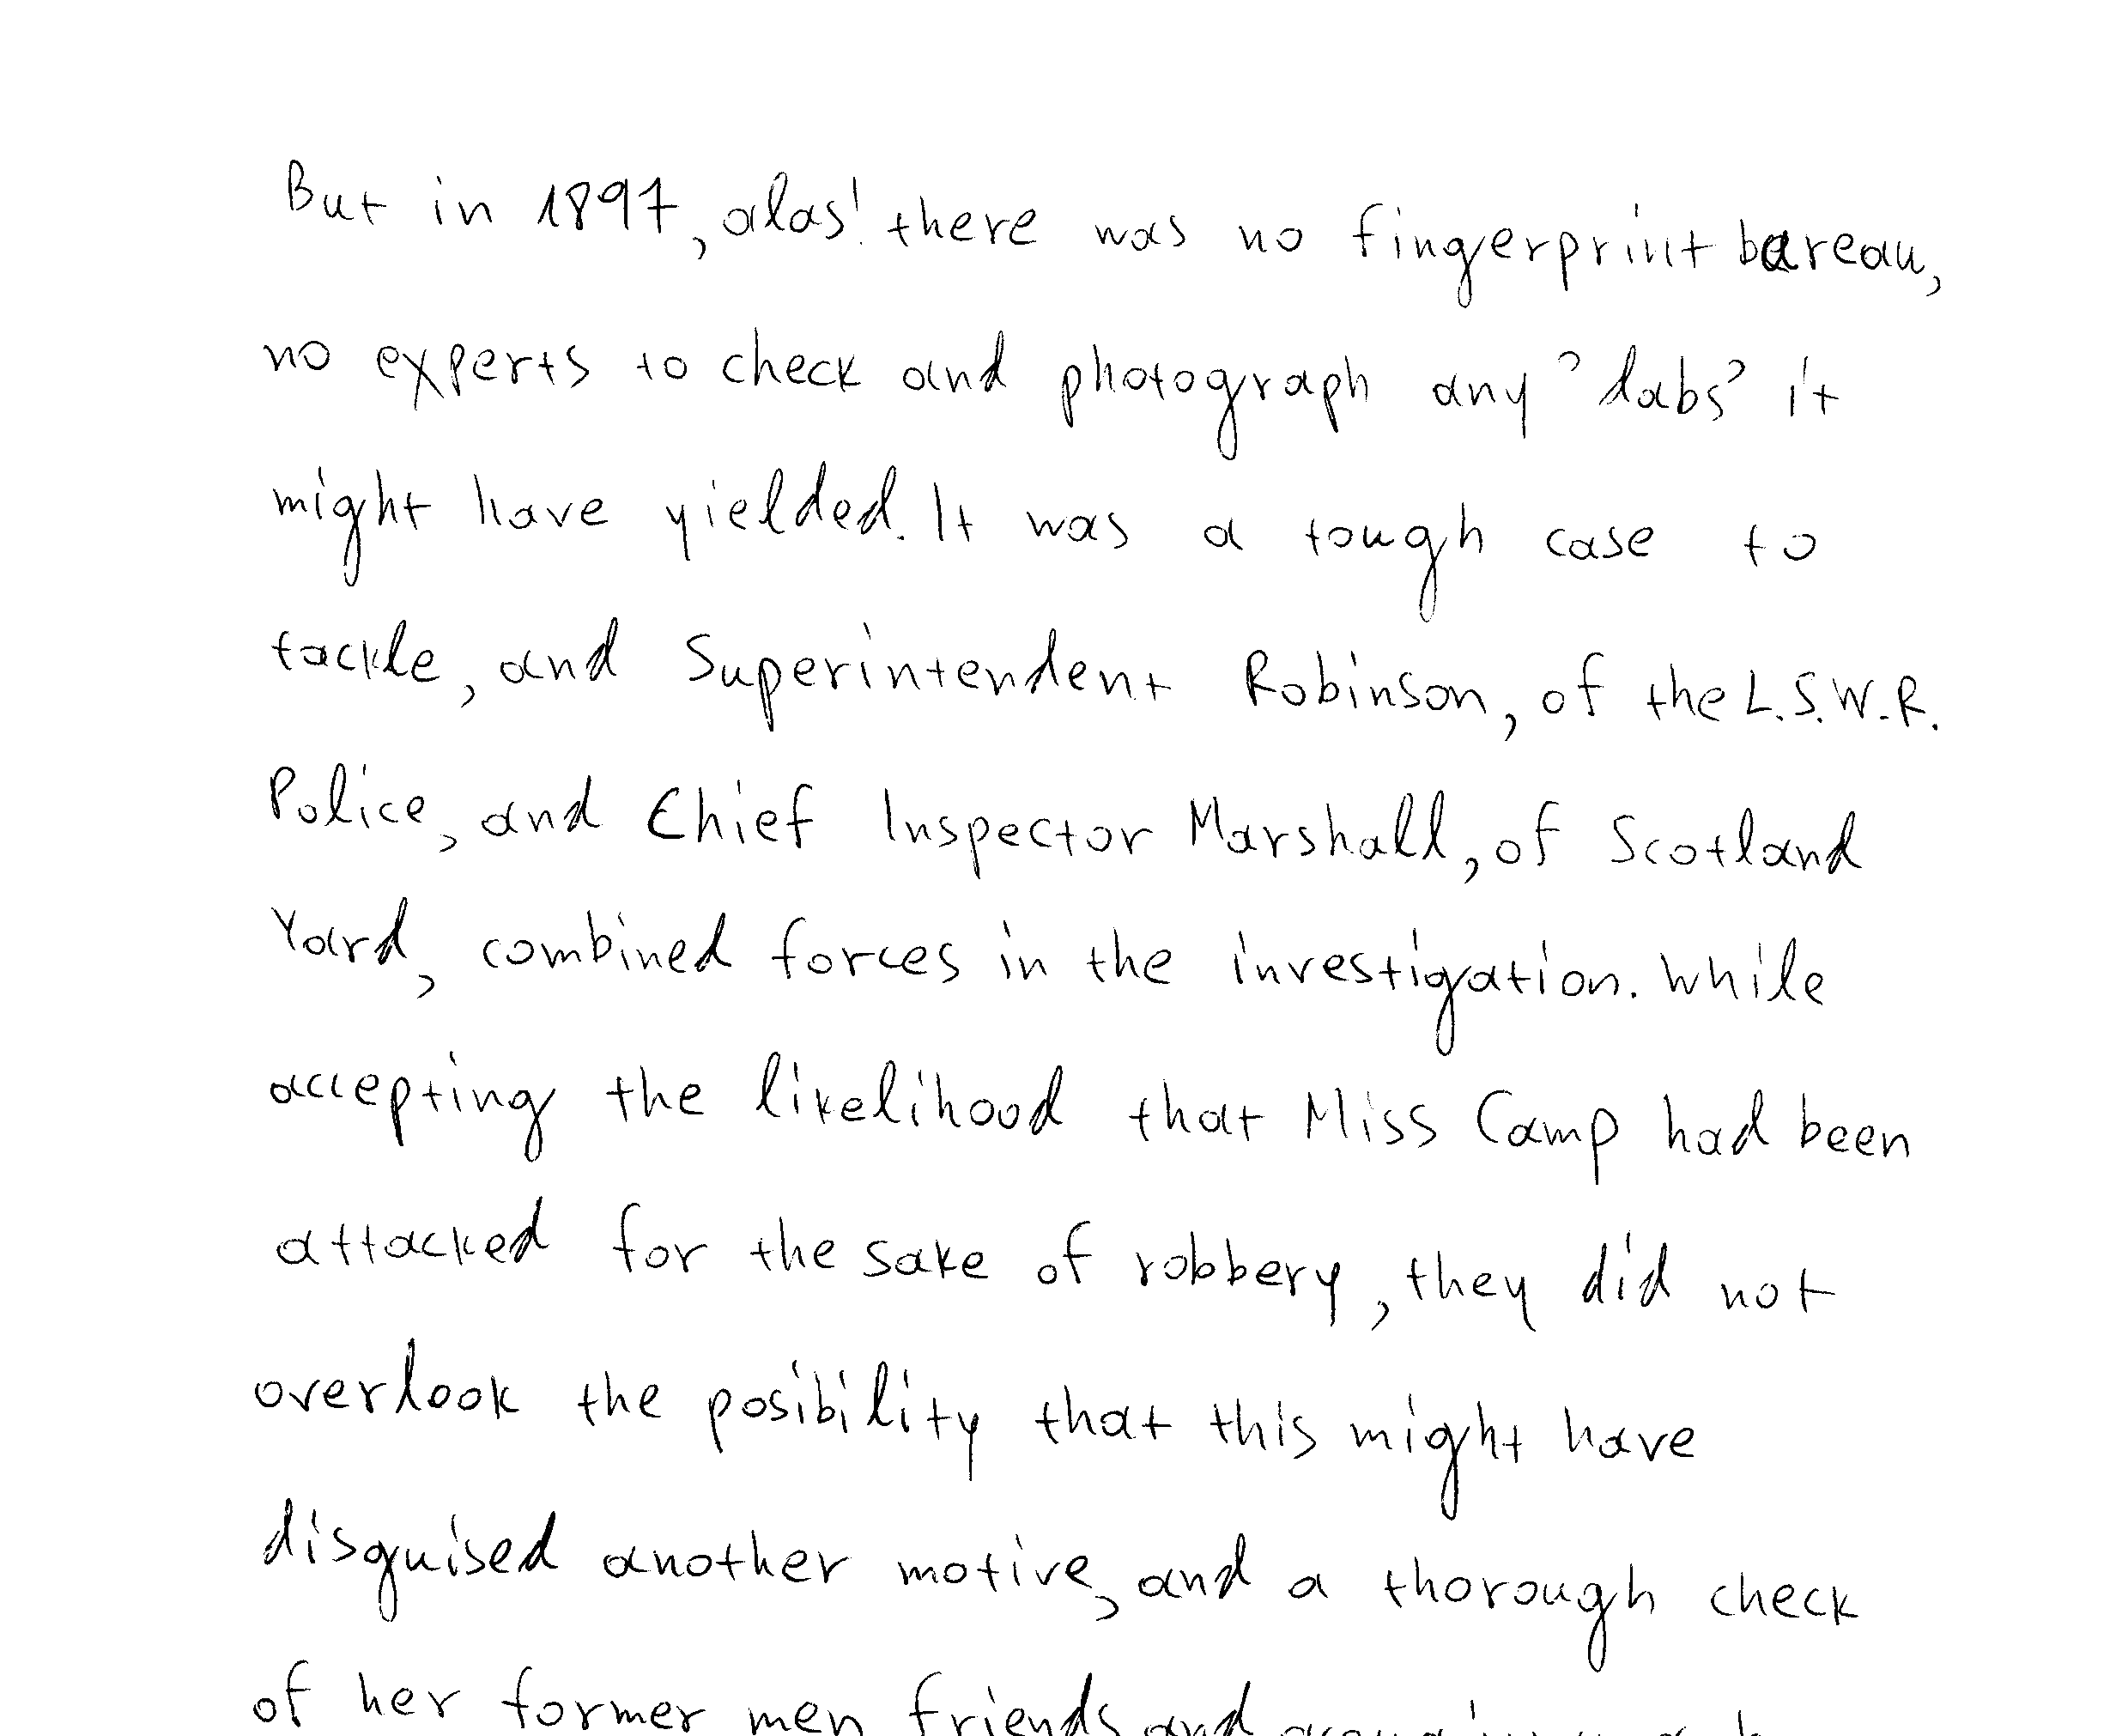 But in 1897, alas! there was no fingerprint bureau,
no experts to check and photograph any 'dabs' it
might have yielded. It was a tough case to
tackle, and Superintendent Robinson, of the L.S.W.R.
Police, and Chief Inspector Marshall, of Scotland
Yard, combined forces in the investigation. While
accepting the likelihood that Miss Camp had been
attacked for the sake of robbery, they did not
overlook the posibility that this might have
disguised another motive, and a thorough check
of her former men friends and